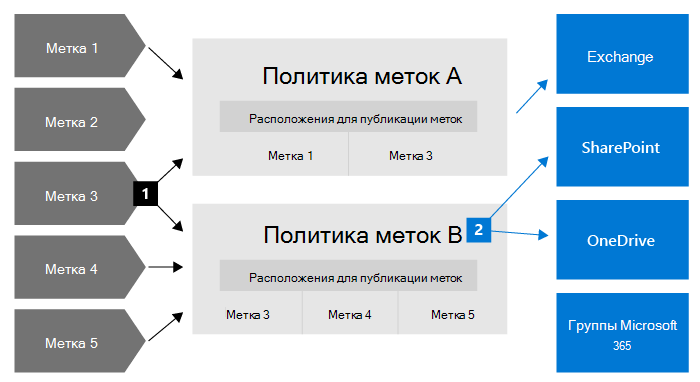 Метка 1
Метка 2
Метка 3
Метка 4
Метка 5
1
Политика меток A
Расположения для публикации меток
Метка 1
Метка 3
Политика меток B
2
Расположения для публикации меток
Метка 3
Метка 4
Метка 5
Exchange
SharePoint
OneDrive
Группы Microsoft
365